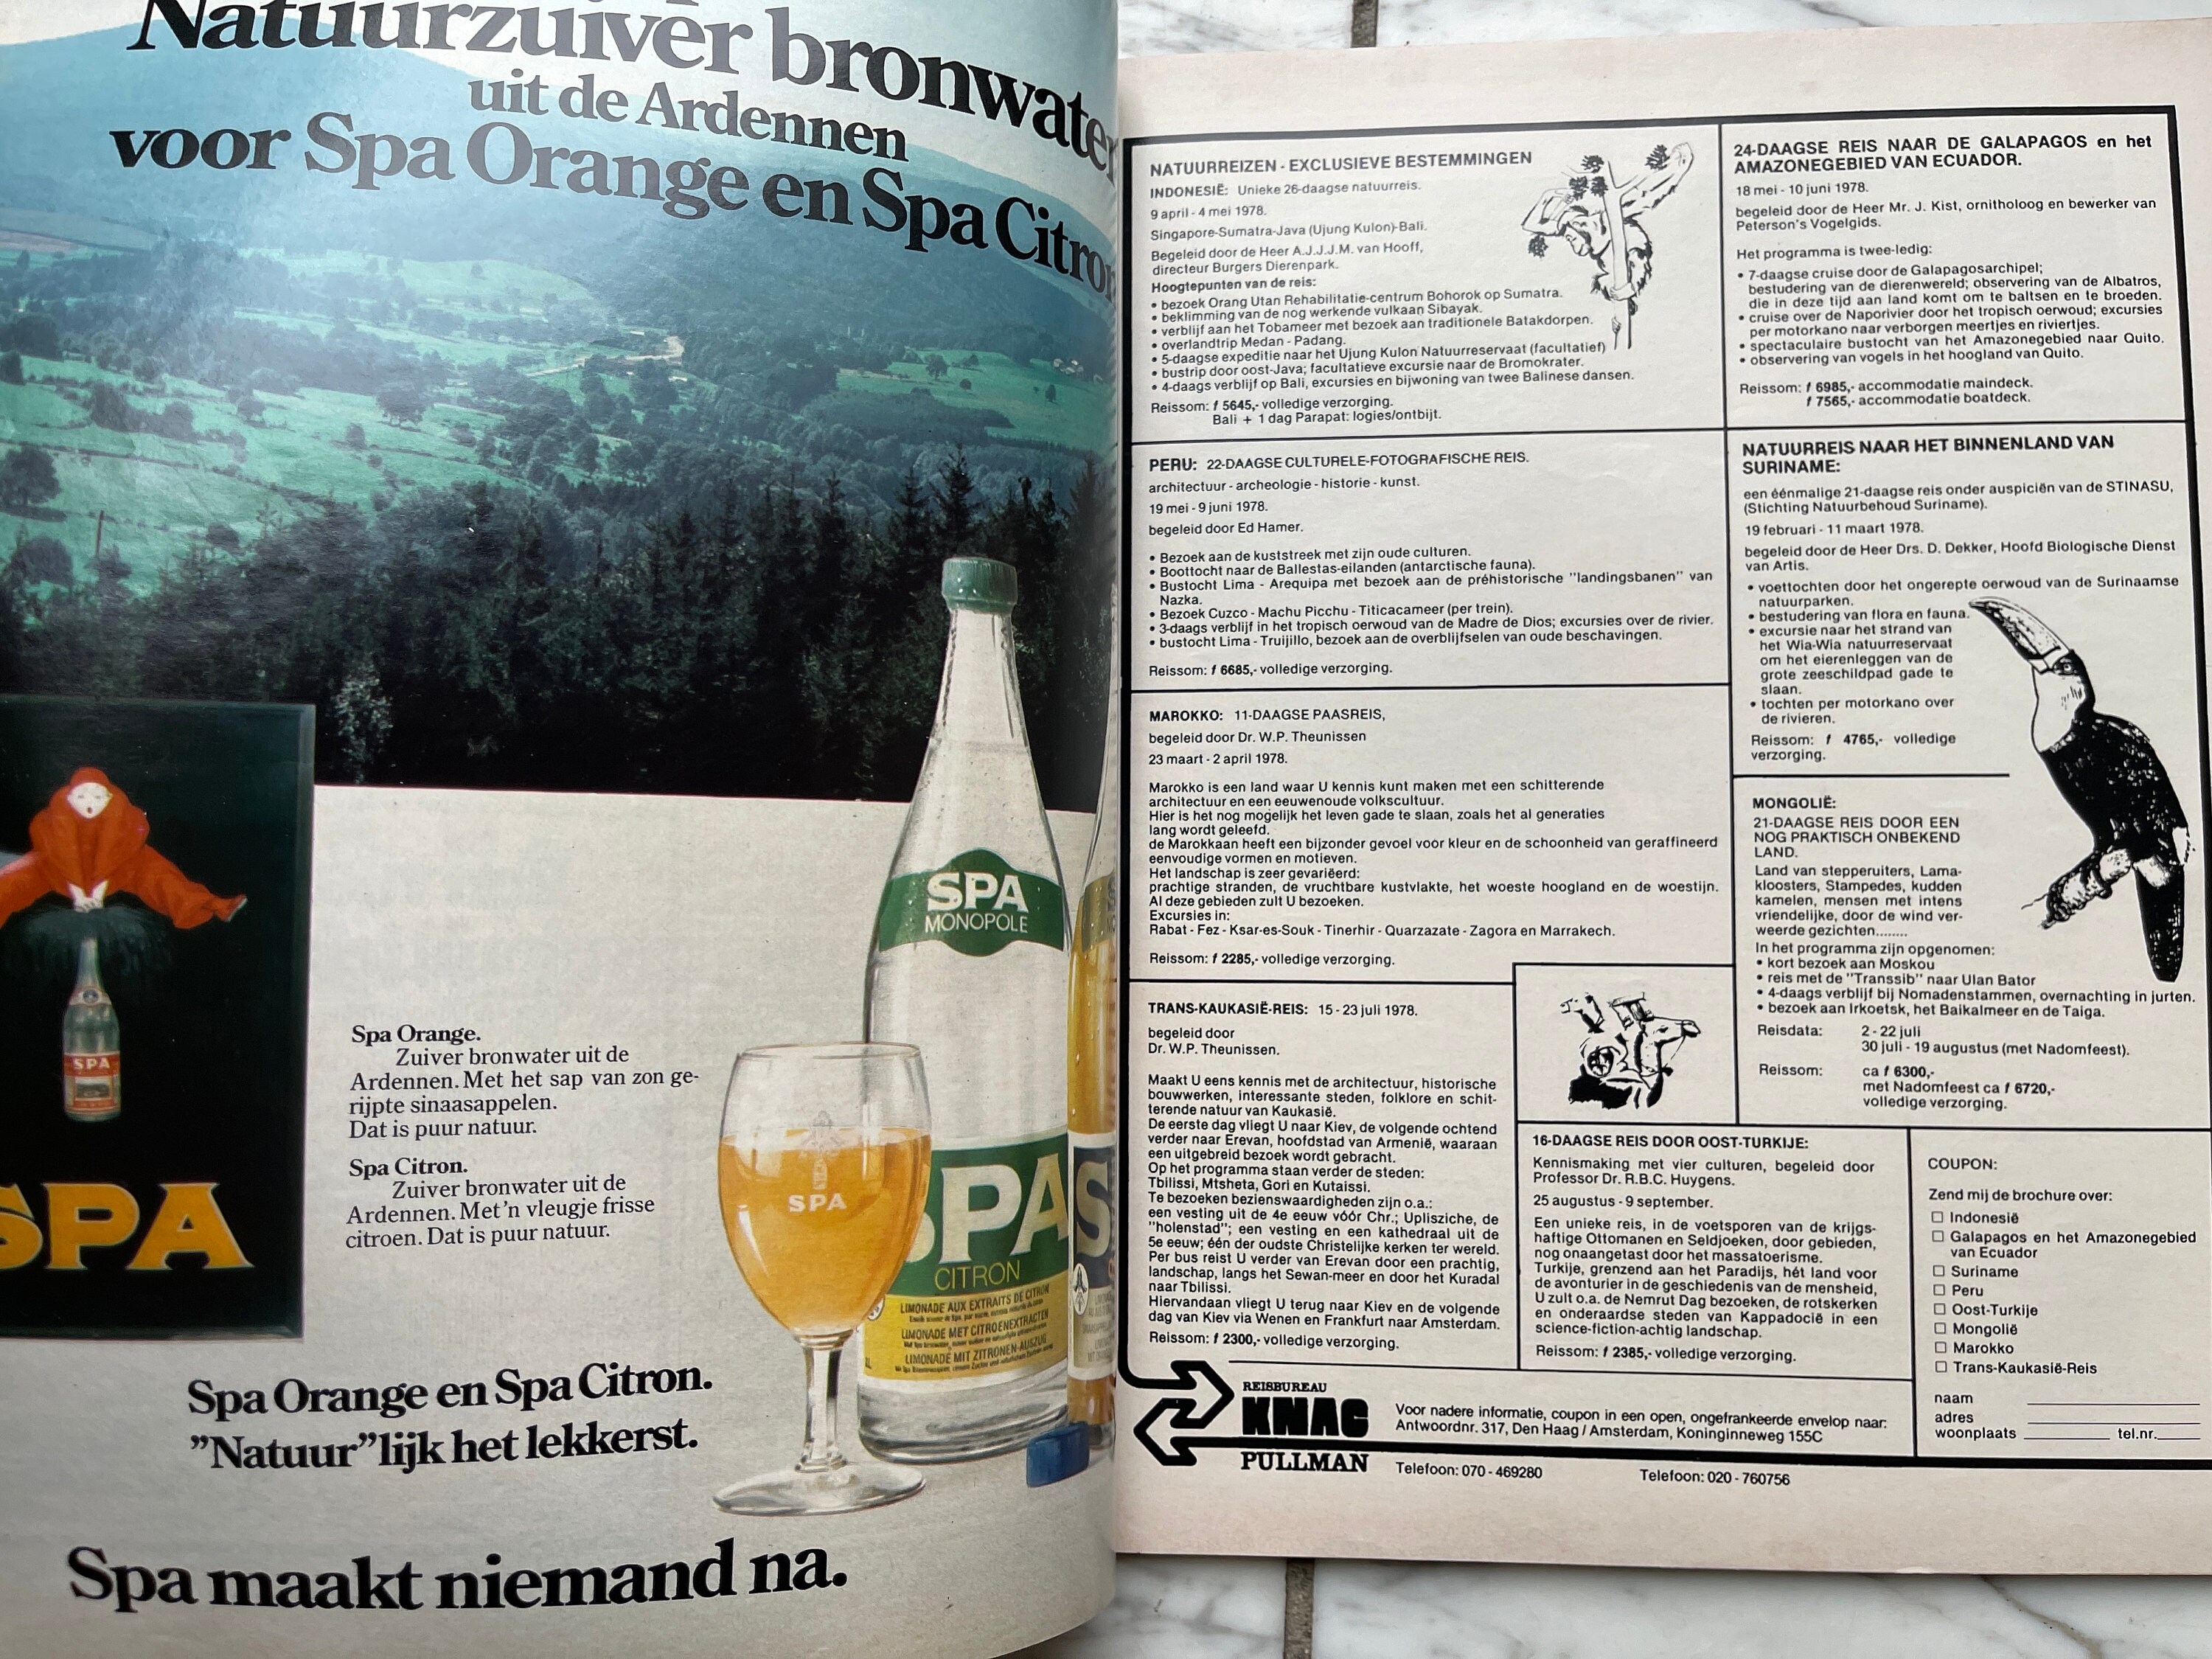 Natuurzuiver bronwater
uit de Ardennen
voor Spa Orange en Spa Citron
SPA
MONOPOLE
SPA
SPA
Spa Orange.
Zuiver bronwater uit de
Ardennen. Met het sap van zon ge-
rijpte sinaasappelen.
Dat is puur natuur.
Spa Citron.
Zuiver bronwater uit de
Ardennen. Met'n vleugje frisse
citroen. Dat is puur natuur.
SPA
SPA
CITRON
LIMONADE AUX EXTRAITS DE CITRON
LIMONADE MET CITROENEXTRACTEN
LIMONADE MIT ZITRONEN-AUSZUG
Spa Orange en Spa Citron.
"Natuur"lijk het lekkerst.
Spa maakt niemand na.
NATUURREIZEN - EXCLUSIEVE BESTEMMINGEN
INDONESIË: Unieke 26-daagse natuurreis.
9 april - 4 mei 1978.
Singapore-Sumatra-Java (Ujung Kulon)-Bali.
Begeleid door de Heer A.J.J.J.M. van Hooff,
directeur Burgers Dierenpark.
Hoogtepunten van de reis:
• bezoek Orang Utan Rehabilitatie-centrum Bohorok op Sumatra.
• beklimming van de nog werkende vulkaan Sibayak.
• verblijf aan het Tobameer met bezoek aan traditionele Batakdorpen.
• overlandtrip Medan - Padang.
• 5-daagse expeditie naar het Ujung Kulon Natuurreservaat (facultatief)
• bustrip door oost-Java; facultatieve excursie naar de Bromokrater.
• 4-daags verblijf op Bali, excursies en bijwoning van twee Balinese dansen.
Reissom: f 5645,- volledige verzorging.
Bali + 1 dag Parapat: logies/ontbijt.
PERU: 22-DAAGSE CULTURELE-FOTOGRAFISCHE REIS.
architectuur - archeologie - historie - kunst.
19 mei - 9 juni 1978.
begeleid door Ed Hamer.
• Bezoek aan de kuststreek met zijn oude culturen.
• Boottocht naar de Ballestas-eilanden (antarctische fauna).
• Bustocht Lima - Arequipa met bezoek aan de préhistorische "landingsbanen" van
Nazka.
• Bezoek Cuzco - Machu Picchu - Titicacameer (per trein).
• 3-daags verblijf in het tropisch oerwoud van de Madre de Dios; excursies over de rivier.
• bustocht Lima - Truijillo, bezoek aan de overblijfselen van oude beschavingen.
Reissom: f 6685,- volledige verzorging.
MAROKKO: 11-DAAGSE PAASREIS,
begeleid door Dr. W.P. Theunissen
23 maart - 2 april 1978.
Marokko is een land waar U kennis kunt maken met een schitterende
architectuur en een eeuwenoude volkscultuur.
Hier is het nog mogelijk het leven gade te slaan, zoals het al generaties
lang wordt geleefd.
de Marokkaan heeft een bijzonder gevoel voor kleur en de schoonheid van geraffineerd
eenvoudige vormen en motieven.
Het landschap is zeer gevariëerd:
prachtige stranden, de vruchtbare kustvlakte, het woeste hoogland en de woestijn.
Al deze gebieden zult U bezoeken.
Excursies in:
Rabat - Fez - Ksar-es-Souk - Tinerhir - Quarzazate - Zagora en Marrakech.
Reissom: f 2285,- volledige verzorging.
TRANS-KAUKASIË-REIS: 15 - 23 juli 1978.
begeleid door
Dr. W.P. Theunissen.
Maakt U eens kennis met de architectuur, historische
bouwwerken, interessante steden, folklore en schit-
terende natuur van Kaukasië.
De eerste dag vliegt U naar Kiev, de volgende ochtend
verder naar Erevan, hoofdstad van Armenië, waaraan
een uitgebreid bezoek wordt gebracht.
Op het programma staan verder de steden:
Tbilissi, Mtsheta, Gori en Kutaissi.
Te bezoeken bezienswaardigheden zijn o.a.:
een vesting uit de 4e eeuw vóór Chr.; Uplisziche, de
"holenstad"; een vesting en een kathedraal uit de
5e eeuw; één der oudste Christelijke kerken ter wereld.
Per bus reist U verder van Erevan door een prachtig,
landschap, langs het Sewan-meer en door het Kuradal
naar Tbilissi.
Hiervandaan vliegt U terug naar Kiev en de volgende
dag van Kiev via Wenen en Frankfurt naar Amsterdam.
Reissom: f 2300,- volledige verzorging.
24-DAAGSE REIS NAAR DE GALAPAGOS en het
AMAZONEGEBIED VAN ECUADOR.
18 mei - 10 juni 1978.
begeleid door de Heer Mr. J. Kist, ornitholoog en bewerker van
Peterson's Vogelgids.
Het programma is twee-ledig:
• 7-daagse cruise door de Galapagosarchipel;
bestudering van de dierenwereld; observering van de Albatros,
die in deze tijd aan land komt om te baltsen en te broeden.
• cruise over de Naporivier door het tropisch oerwoud; excursies
per motorkano naar verborgen meertjes en riviertjes.
• spectaculaire bustocht van het Amazonegebied naar Quito.
• observering van vogels in het hoogland van Quito.
Reissom: f 6985,- accommodatie maindeck.
f 7565,- accommodatie boatdeck.
NATUURREIS NAAR HET BINNENLAND VAN
SURINAME:
een éénmalige 21-daagse reis onder auspiciën van de STINASU,
(Stichting Natuurbehoud Suriname).
19 februari - 11 maart 1978.
begeleid door de Heer Drs. D. Dekker, Hoofd Biologische Dienst
van Artis.
• voettochten door het ongerepte oerwoud van de Surinaamse
natuurparken.
• bestudering van flora en fauna.
• excursie naar het strand van
het Wia-Wia natuurreservaat
om het eierenleggen van de
grote zeeschildpad gade te
slaan.
• tochten per motorkano over
de rivieren.
Reissom: f 4765,- volledige
verzorging.
MONGOLIË:
21-DAAGSE REIS DOOR EEN
NOG PRAKTISCH ONBEKEND
LAND.
Land van stepperuiters, Lama-
kloosters, Stampedes, kudden
kamelen, mensen met intens
vriendelijke, door de wind ver-
weerde gezichten........
In het programma zijn opgenomen:
• kort bezoek aan Moskou
• reis met de "Transsib" naar Ulan Bator
• 4-daags verblijf bij Nomadenstammen, overnachting in jurten.
• bezoek aan Irkoetsk, het Baikalmeer en de Taiga.
Reisdata: 2 - 22 juli
30 juli - 19 augustus (met Nadomfeest).
Reissom: ca f 6300,-
met Nadomfeest ca f 6720,-
volledige verzorging.
16-DAAGSE REIS DOOR OOST-TURKIJE:
Kennismaking met vier culturen, begeleid door
Professor Dr. R.B.C. Huygens.
25 augustus - 9 september.
Een unieke reis, in de voetsporen van de krijgs-
haftige Ottomanen en Seldjoeken, door gebieden,
nog onaangetast door het massatoerisme.
Turkije, grenzend aan het Paradijs, hét land voor
de avonturier in de geschiedenis van de mensheid,
U zult o.a. de Nemrut Dag bezoeken, de rotskerken
en onderaardse steden van Kappadocië in een
science-fiction-achtig landschap.
Reissom: f 2385,- volledige verzorging.
COUPON:
Zend mij de brochure over:
□ Indonesië
□ Galapagos en het Amazonegebied
van Ecuador
□ Suriname
□ Peru
□ Oost-Turkije
□ Mongolië
□ Marokko
□ Trans-Kaukasië-Reis
naam
adres
woonplaats tel.nr.
REISBUREAU
KNAC
PULLMAN
Voor nadere informatie, coupon in een open, ongefrankeerde envelop naar:
Antwoordnr. 317, Den Haag / Amsterdam, Koninginneweg 155C
Telefoon: 070 - 469280 Telefoon: 020 - 760756